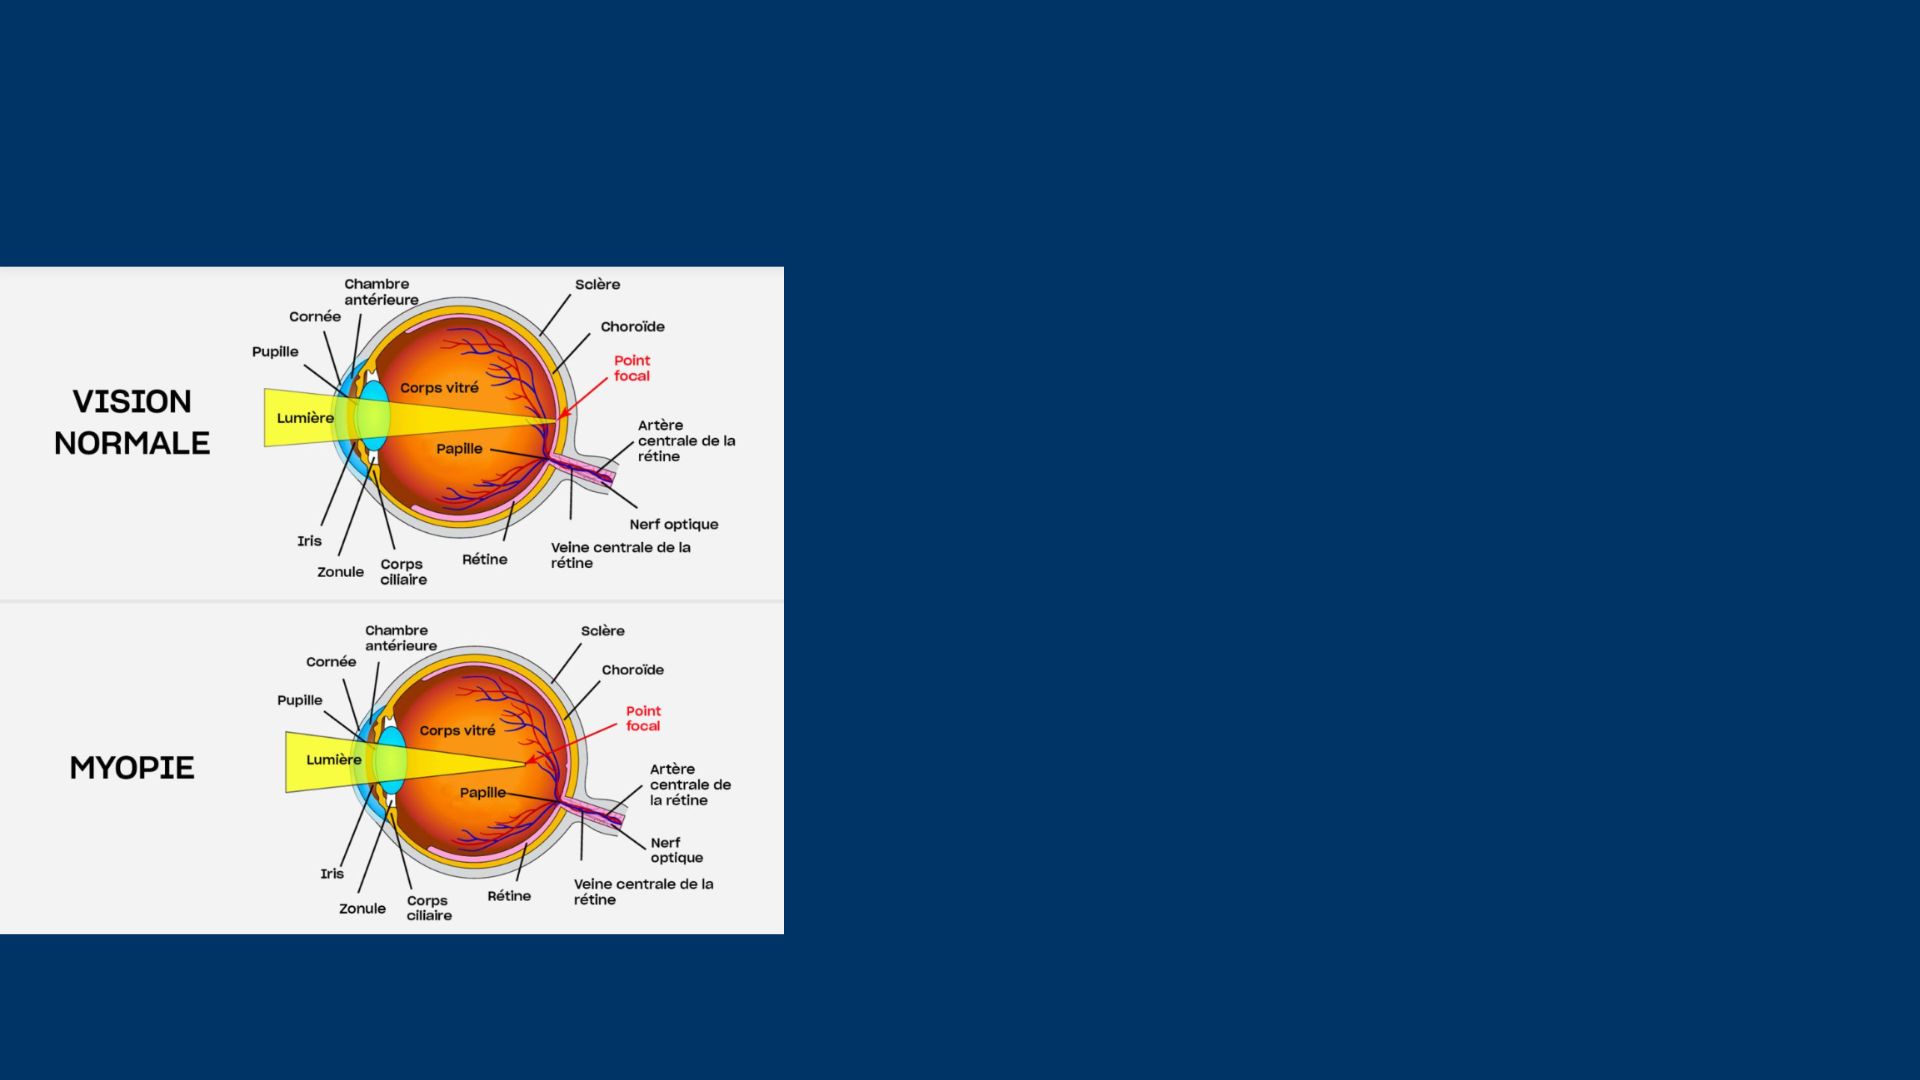 Chambre
antérieure
Sclère
Cornée
Choroïde
Pupille
Point
focal
Corps vitré
VISION
NORMALE
Lumière
Artère
centrale de la
rétine
Papille
Nerf optique
Iris
Veine centrale de la
rétine
Rétine
Zonule
Corps
ciliaire
Chambre
antérieure
Sclère
Cornée
Choroïde
Pupille
Point
focal
Corps vitré
MYOPIE
Lumière
Artère
centrale de
la rétine
Papille
Nerf
optique
Iris
Veine centrale de la
rétine
Rétine
Zonule
Corps
ciliaire